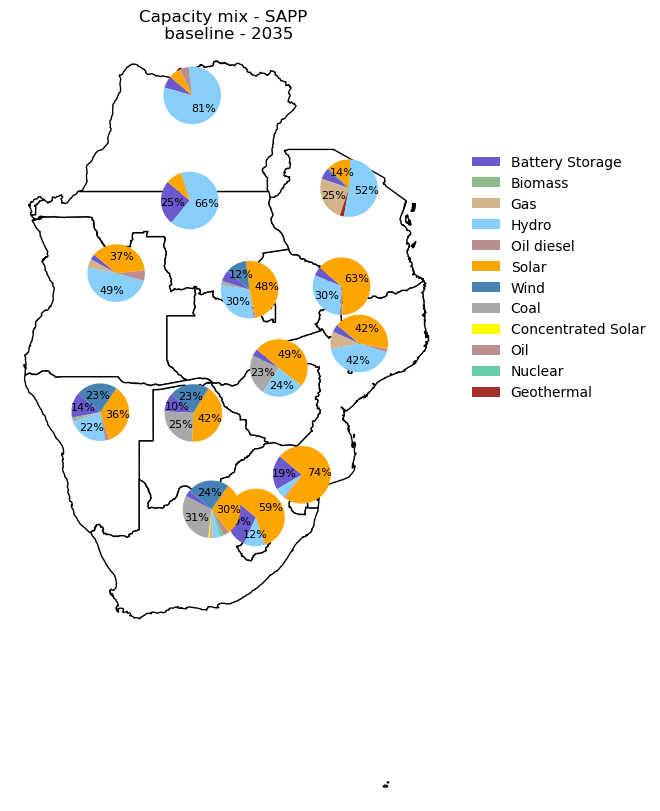 Capacity mix - SAPP
baseline - 2035
81%
25%
66%
14%
25%
52%
37%
49%
12%
48%
30%
63%
30%
42%
42%
49%
23%
24%
23%
14%
36%
22%
23%
10%
42%
25%
74%
19%
24%
30%
31%
59%
12%
Battery Storage
Biomass
Gas
Hydro
Oil diesel
Solar
Wind
Coal
Concentrated Solar
Oil
Nuclear
Geothermal